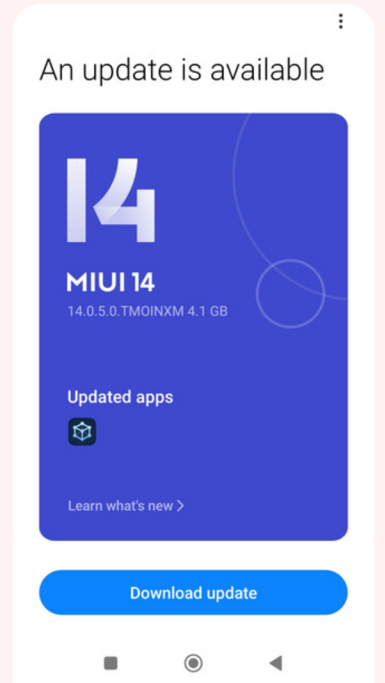 An update is available
14
MIUI 14
14.0.5.0.TMOINXM 4.1 GB
Updated apps
Learn what's new >
Download update